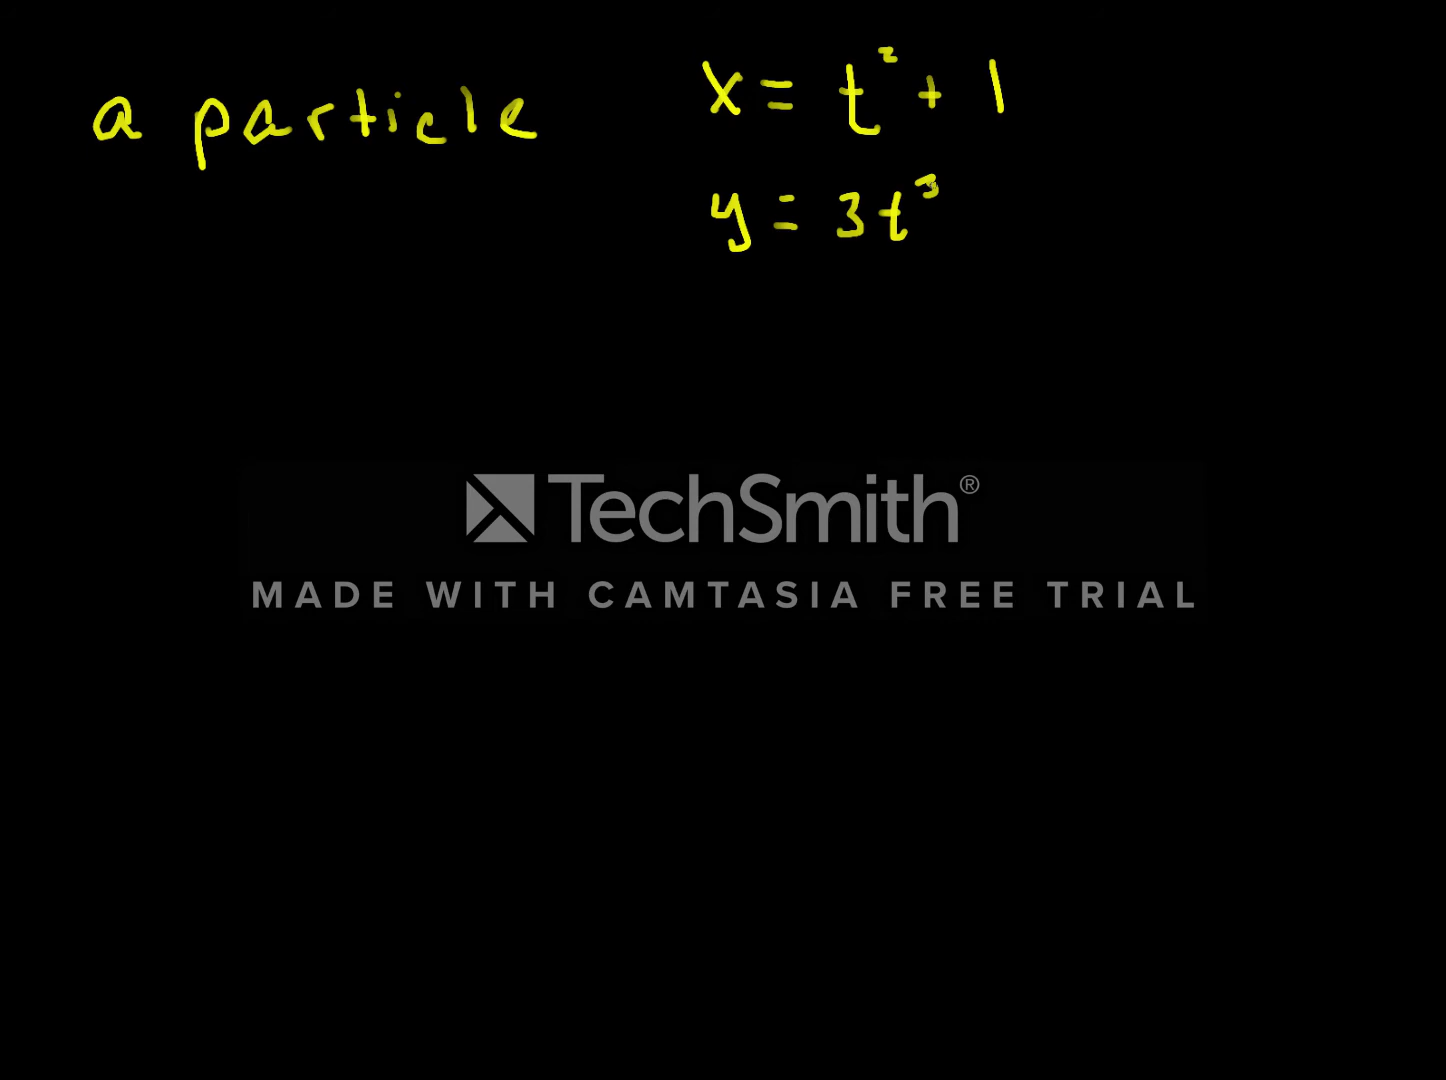 a particle x = t² + 1
y = 3t³
TechSmith®
MADE WITH CAMTASIA FREE TRIAL